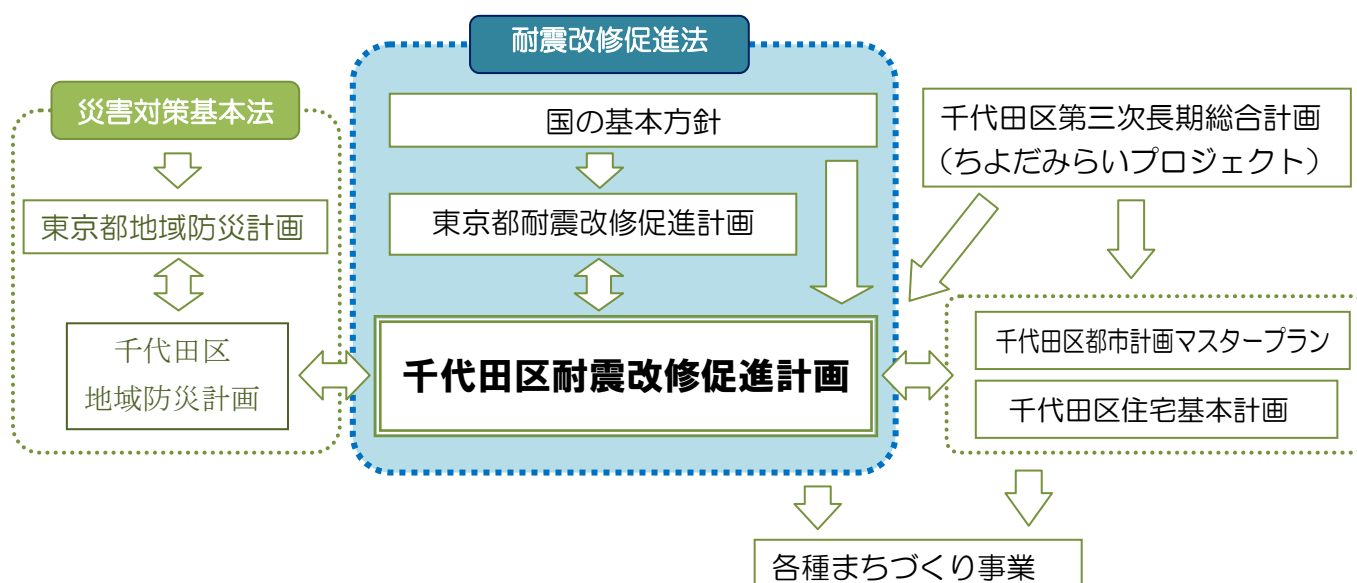 耐震改修促進法
災害対策基本法
国の基本方針
千代田区第三次長期総合計画
（ちよだみらいプロジェクト）
東京都地域防災計画
東京都耐震改修促進計画
千代田区
地域防災計画
千代田区耐震改修促進計画
千代田区都市計画マスタープラン
千代田区住宅基本計画
各種まちづくり事業